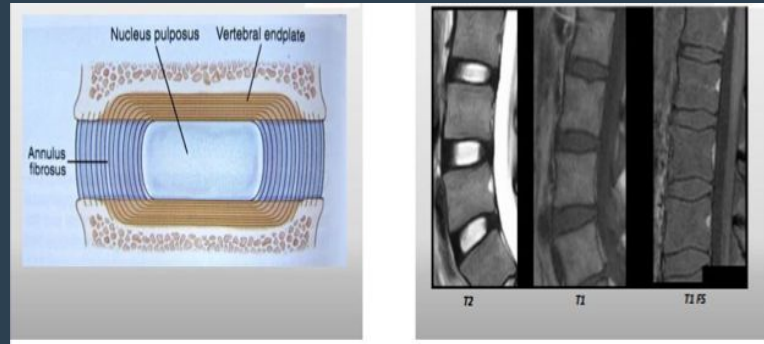 Nucleus pulposus
Vertebral endplate
Annulus
fibrosus
T2
T1
T1 FS